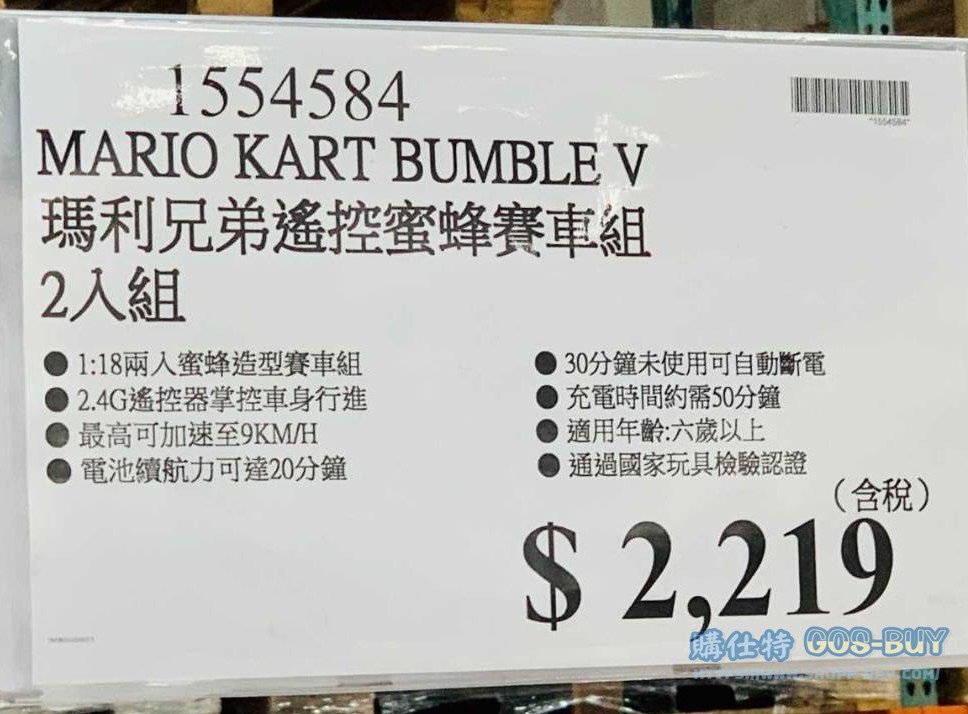 1554584
"1554584"
MARIO KART BUMBLE V
瑪利兄弟遙控蜜蜂賽車組
2入組
● 1:18兩入蜜蜂造型賽車組
● 2.4G遙控器掌控車身行進
● 最高可加速至9KM/H
● 電池續航力可達20分鐘
● 30分鐘未使用可自動斷電
● 充電時間約需50分鐘
● 適用年齡:六歲以上
● 通過國家玩具檢驗認證
（含稅）
$ 2,219
購仕特 GOS-BUY